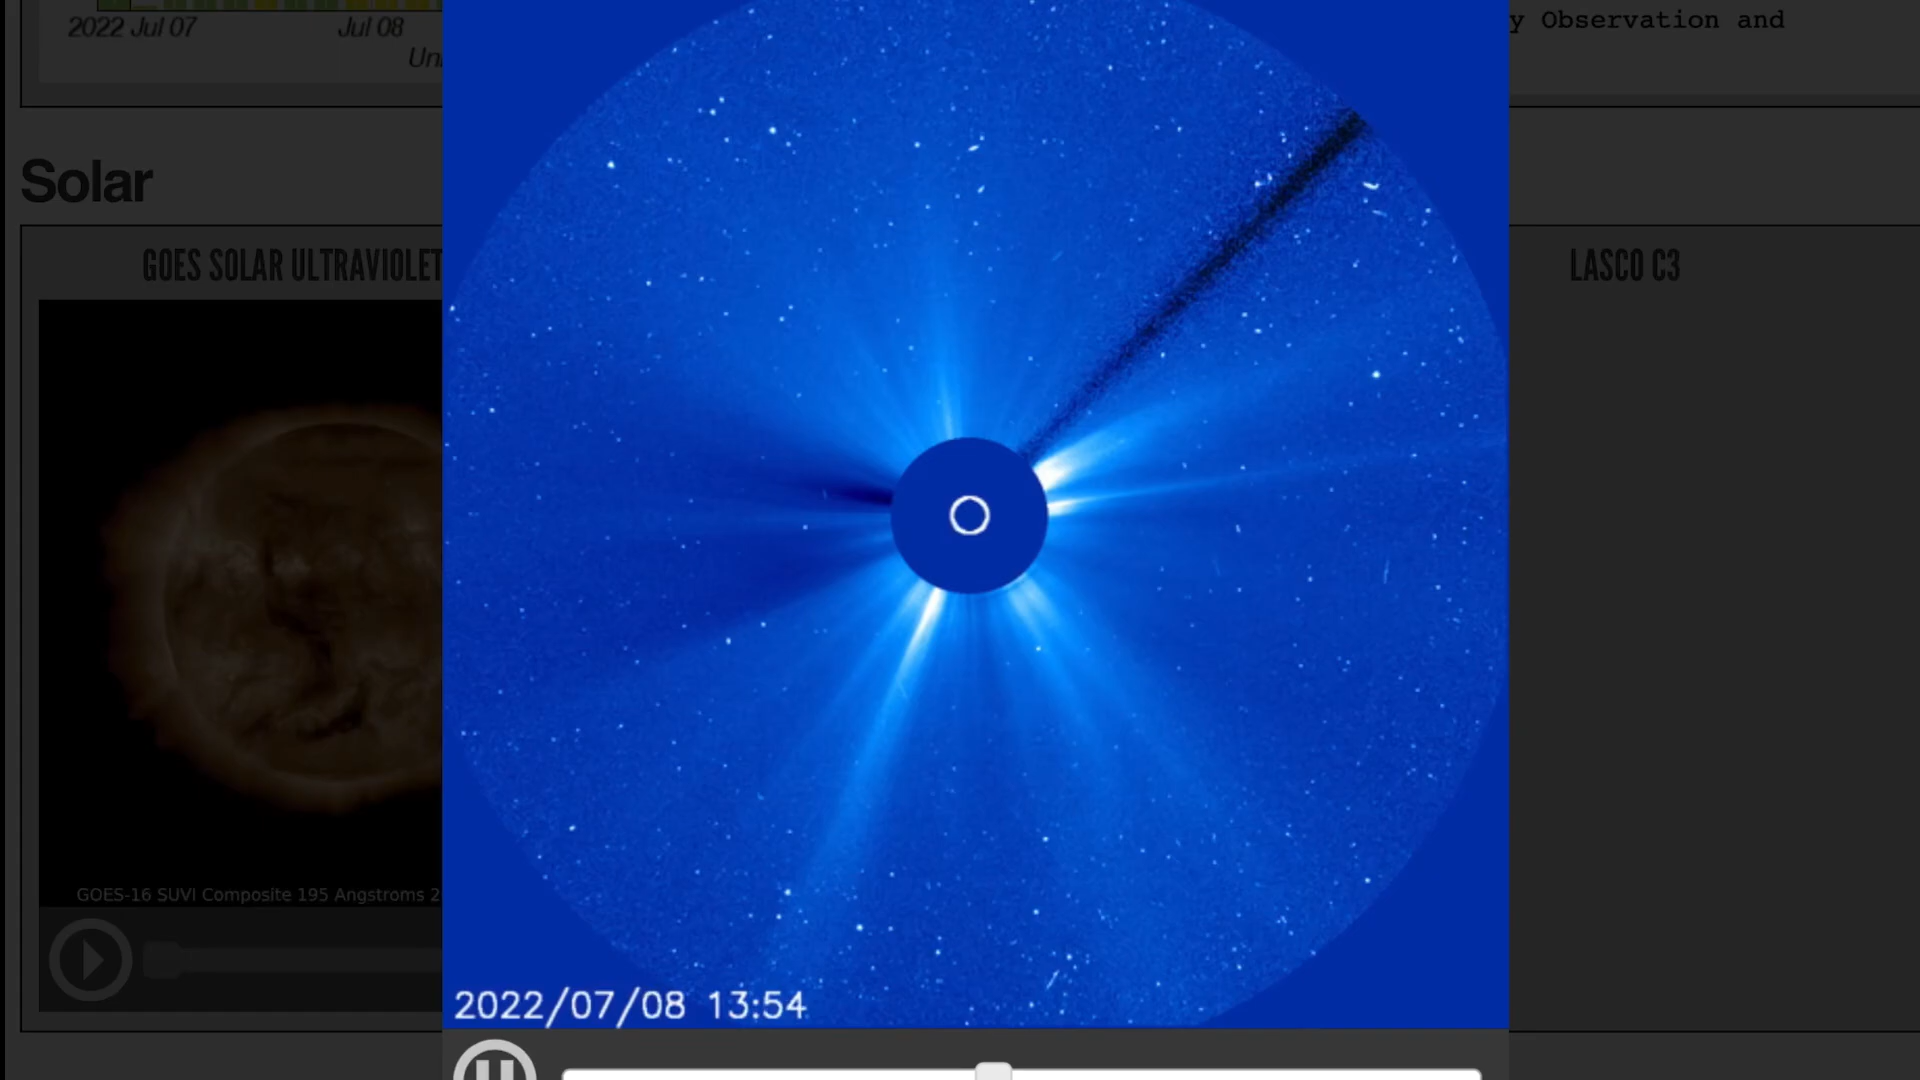 2022 Jul 07
Jul 08
y Observation and
Solar
GOES SOLAR ULTRAVIOLET
LASCO C3
GOES-16 SUVI Composite 195 Angstroms 2
2022/07/08 13:54